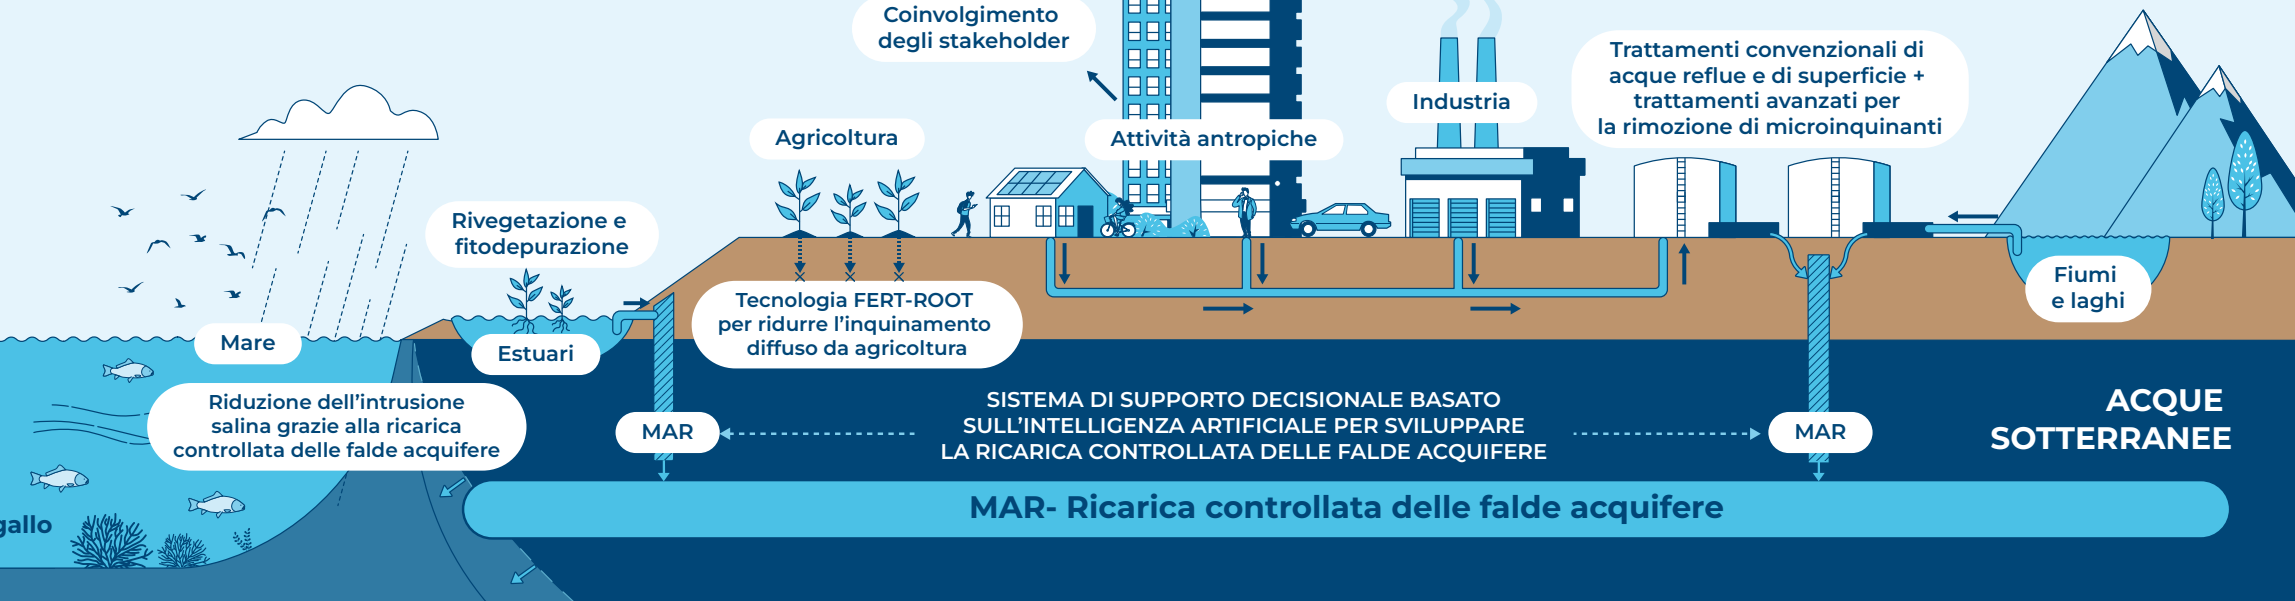 Coinvolgimento
degli stakeholder
Trattamenti convenzionali di
acque reflue e di superficie +
trattamenti avanzati per
la rimozione di microinquinanti
Industria
Agricoltura
Attività antropiche
Rivegetazione e
fitodepurazione
Fiumi
e laghi
Tecnologia FERT-ROOT
per ridurre l'inquinamento
diffuso da agricoltura
Mare
Estuari
Riduzione dell'intrusione
salina grazie alla ricarica
controllata delle falde acquifere
MAR
SISTEMA DI SUPPORTO DECISIONALE BASATO
SULL'INTELLIGENZA ARTIFICIALE PER SVILUPPARE
LA RICARICA CONTROLLATA DELLE FALDE ACQUIFERE
MAR
ACQUE
SOTTERRANEE
MAR- Ricarica controllata delle falde acquifere
gallo